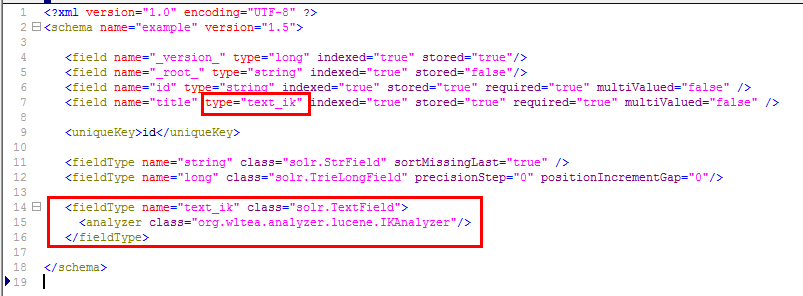 1 <?xml version="1.0" encoding="UTF-8" ?>
2 <schema name="example" version="1.5">
3
4 <field name="_version_" type="long" indexed="true" stored="true"/>
5 <field name="_root_" type="string" indexed="true" stored="false"/>
6 <field name="id" type="string" indexed="true" stored="true" required="true" multiValued="false" />
7 <field name="title" type="text_ik" indexed="true" stored="true" required="true" multiValued="false" />
8
9 <uniqueKey>id</uniqueKey>
10
11 <fieldType name="string" class="solr.StrField" sortMissingLast="true" />
12 <fieldType name="long" class="solr.TrieLongField" precisionStep="0" positionIncrementGap="0"/>
13
14 <fieldType name="text_ik" class="solr.TextField">
15 <analyzer class="org.wltea.analyzer.lucene.IKAnalyzer"/>
16 </fieldType>
17
18 </schema>
19